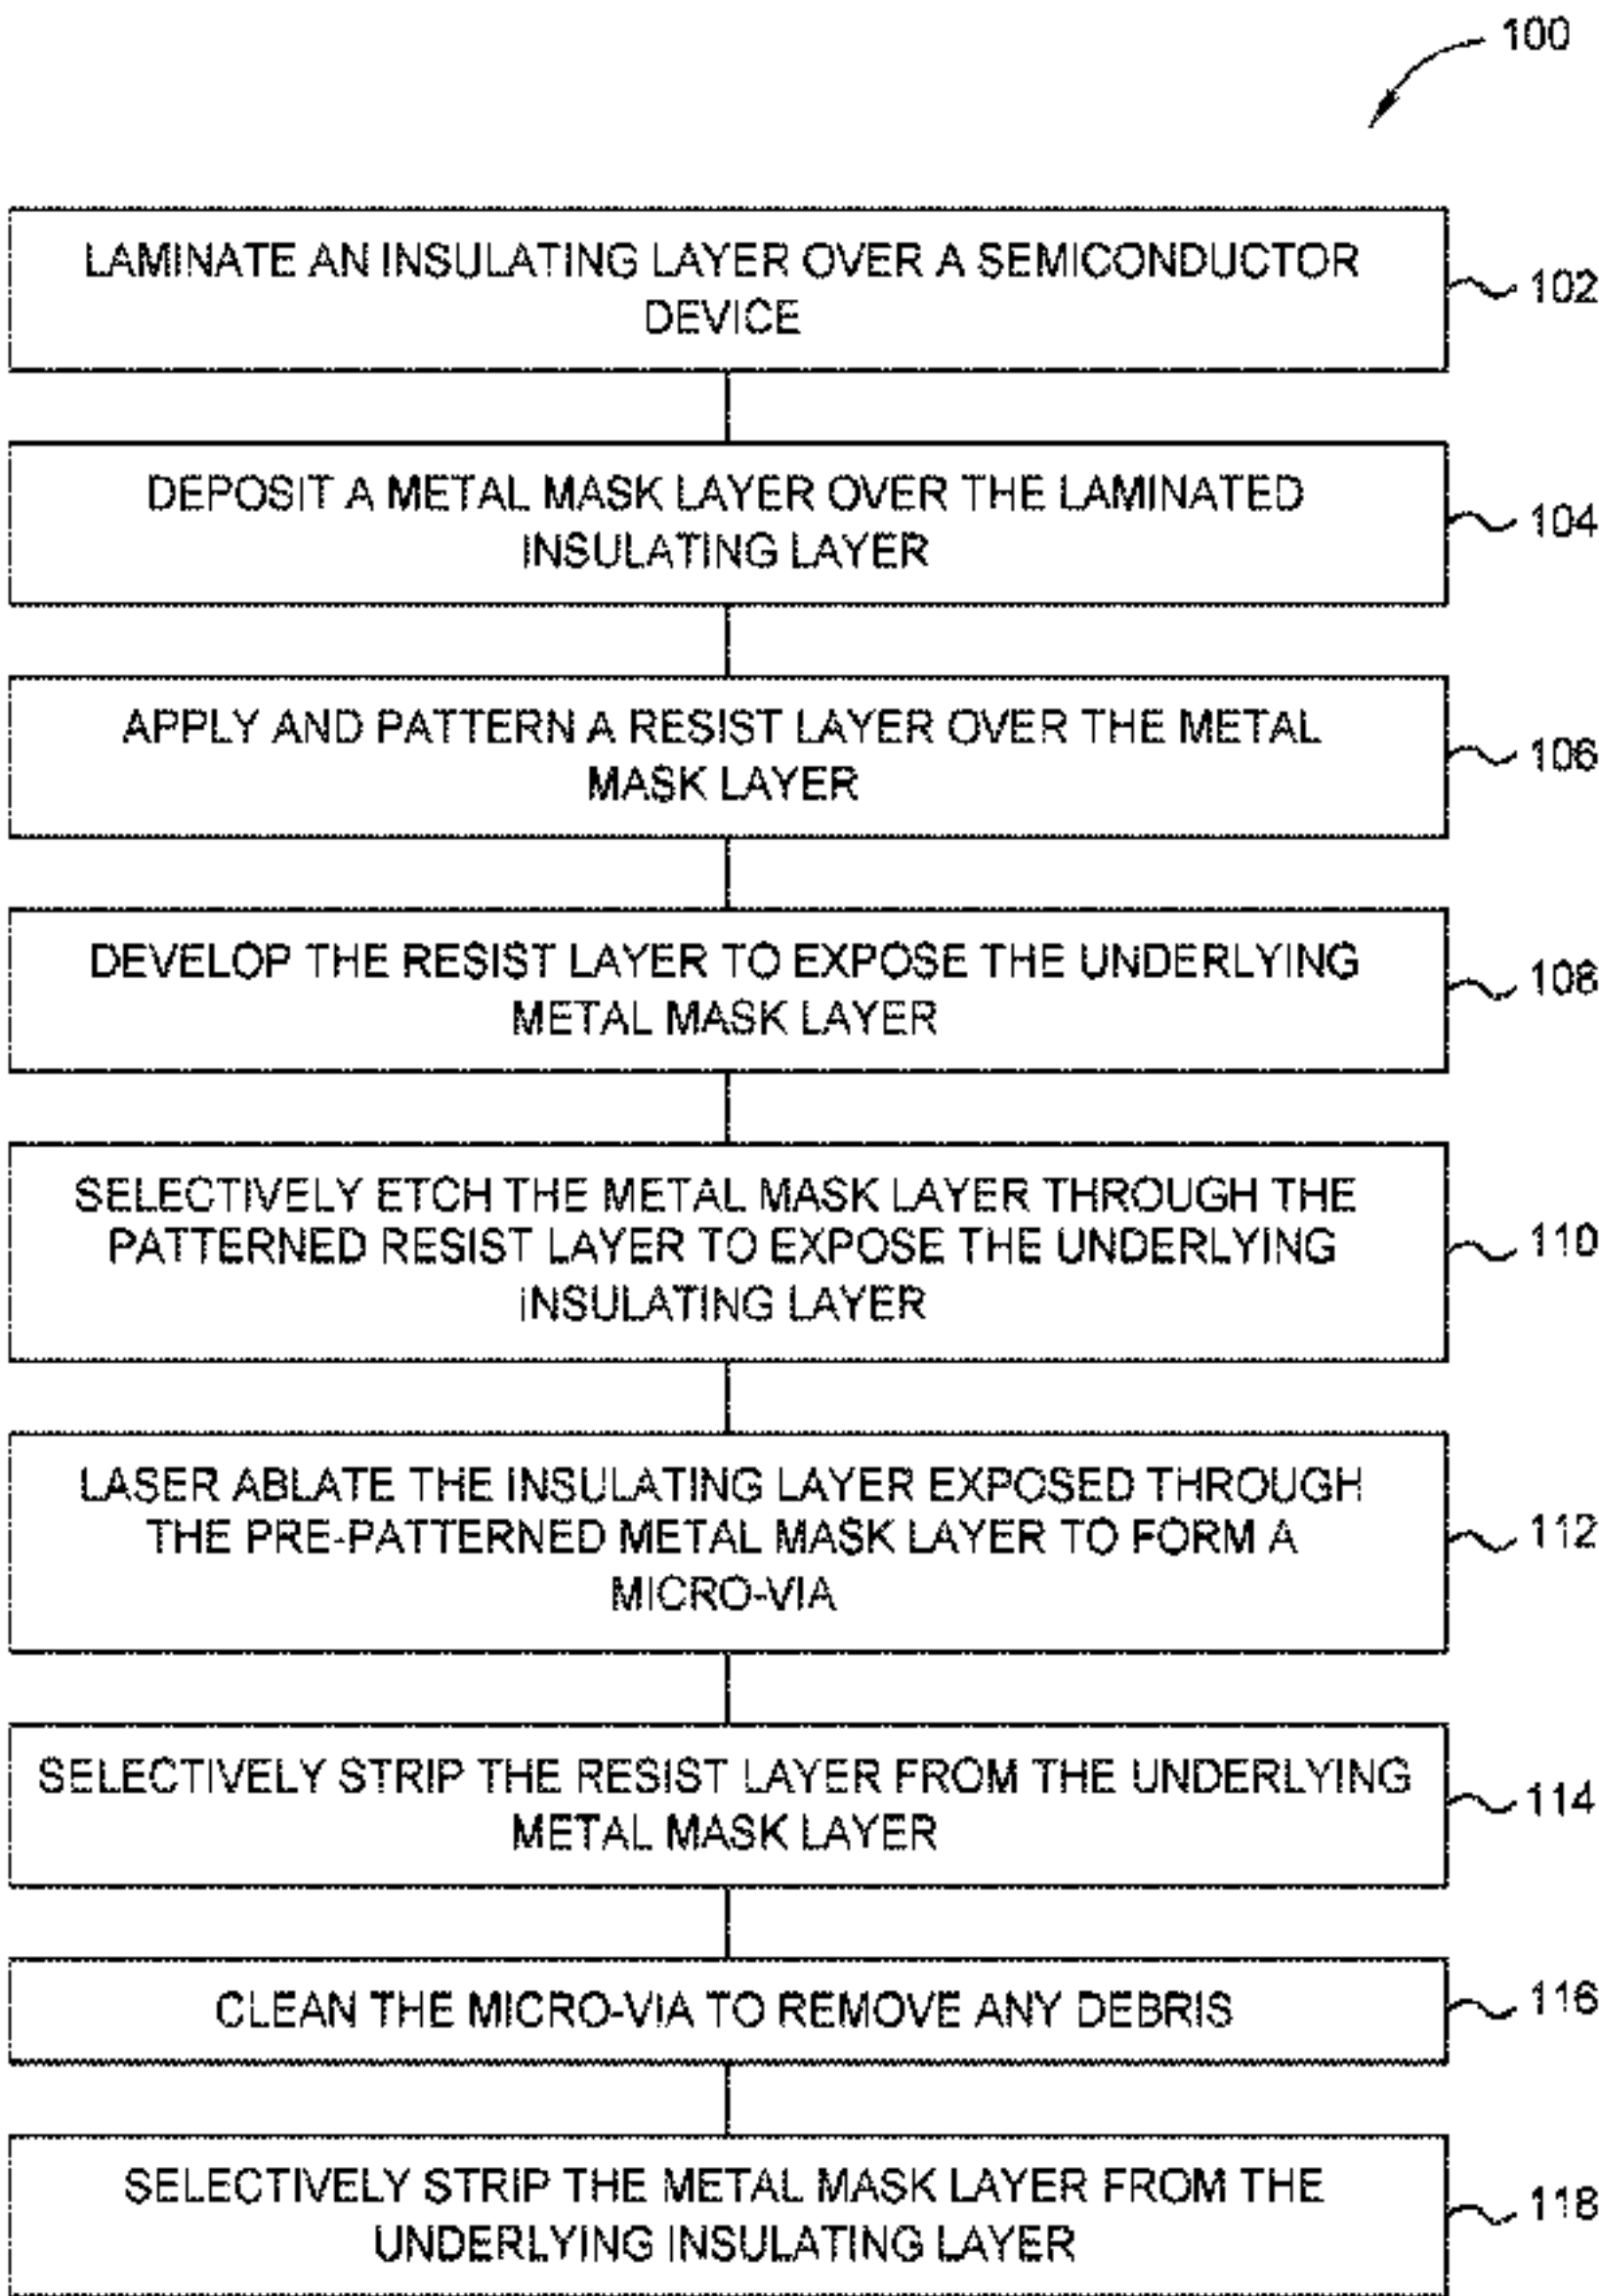 100
LAMINATE AN INSULATING LAYER OVER A SEMICONDUCTOR
DEVICE
102
DEPOSIT A METAL MASK LAYER OVER THE LAMINATED
INSULATING LAYER
104
APPLY AND PATTERN A RESIST LAYER OVER THE METAL
MASK LAYER
106
DEVELOP THE RESIST LAYER TO EXPOSE THE UNDERLYING
METAL MASK LAYER
108
SELECTIVELY ETCH THE METAL MASK LAYER THROUGH THE
PATTERNED RESIST LAYER TO EXPOSE THE UNDERLYING
INSULATING LAYER
110
LASER ABLATE THE INSULATING LAYER EXPOSED THROUGH
THE PRE-PATTERNED METAL MASK LAYER TO FORM A
MICRO-VIA
112
SELECTIVELY STRIP THE RESIST LAYER FROM THE UNDERLYING
METAL MASK LAYER
114
CLEAN THE MICRO-VIA TO REMOVE ANY DEBRIS
116
SELECTIVELY STRIP THE METAL MASK LAYER FROM THE
UNDERLYING INSULATING LAYER
118